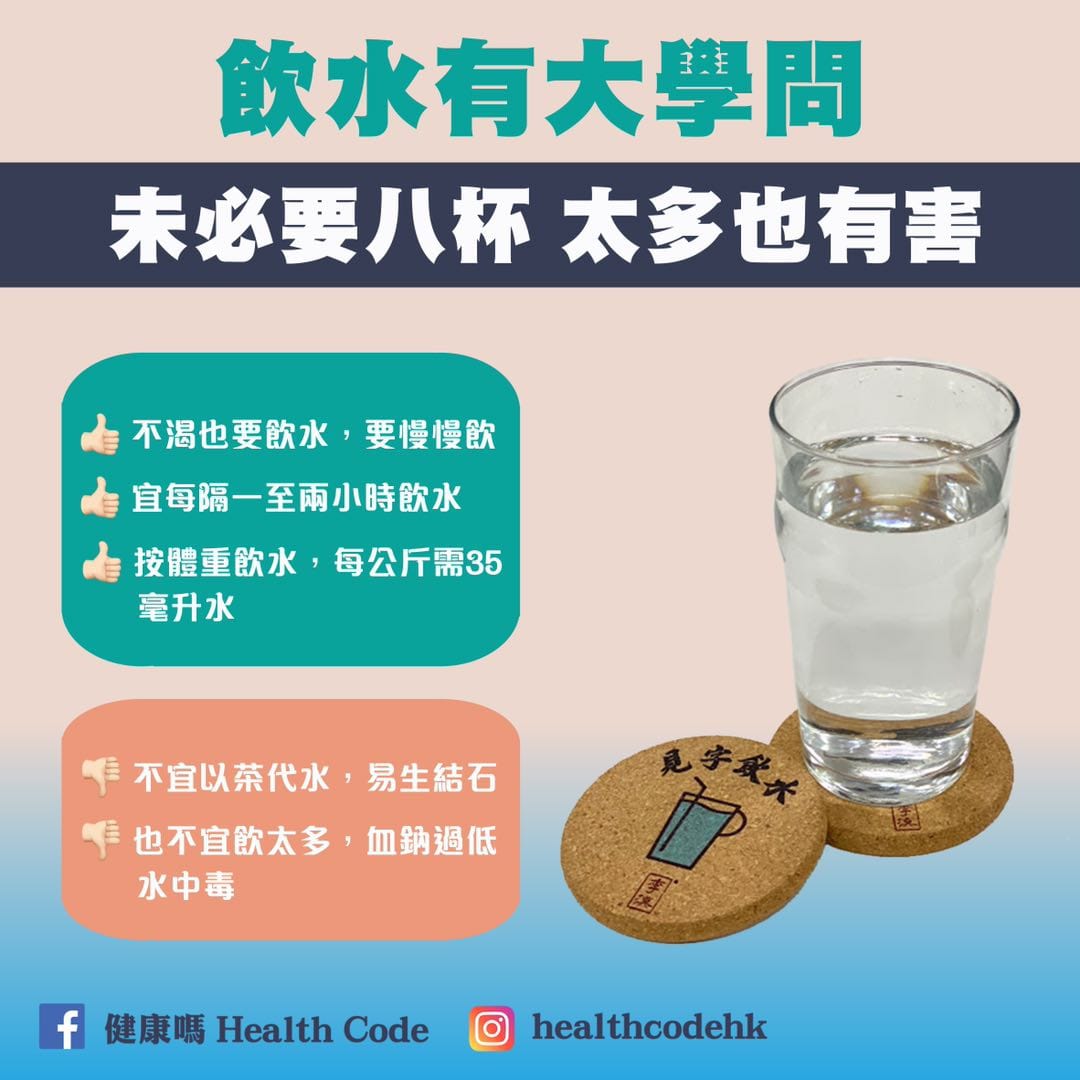 飲水有大學問
未必要八杯 太多也有害
不渴也要飲水,要慢慢飲
宜每隔一至兩小時飲水
按體重飲水,每公斤需35
毫升水
不宜以茶代水,易生結石
也不宜飲太多,血鈉過低
水中毒
見字飲水
李漢
李漢
健康嗎 Health Code
healthcodehk